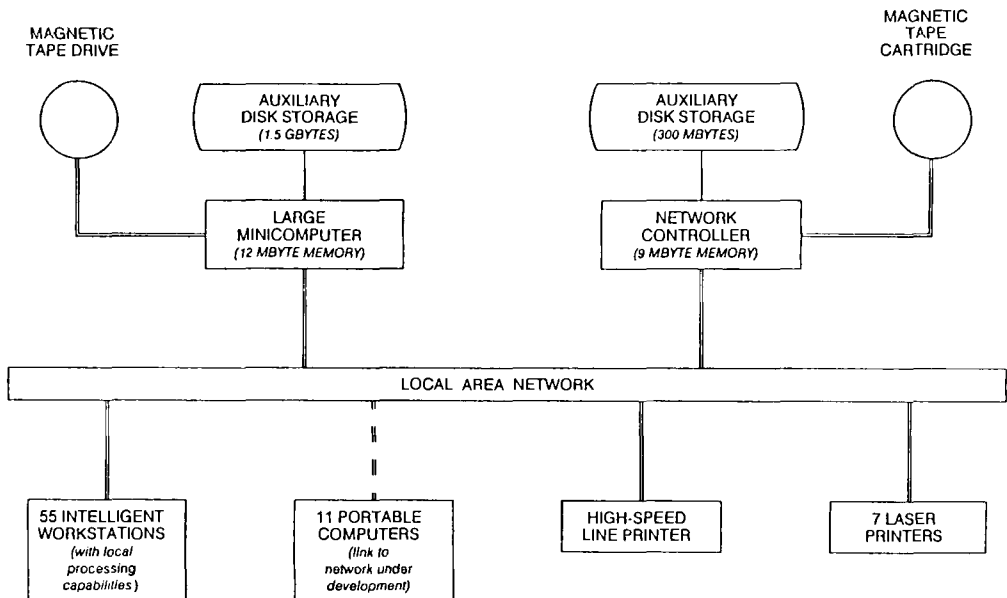 MAGNETIC
TAPE DRIVE
MAGNETIC
TAPE
CARTRIDGE
AUXILIARY
DISK STORAGE
(1.5 GBYTES)
AUXILIARY
DISK STORAGE
(300 MBYTES)
LARGE
MINICOMPUTER
(12 MBYTE MEMORY)
NETWORK
CONTROLLER
(9 MBYTE MEMORY)
LOCAL AREA NETWORK
55 INTELLIGENT
WORKSTATIONS
(with local
processing
capabilities)
11 PORTABLE
COMPUTERS
(link to
network under
development)
HIGH-SPEED
LINE PRINTER
7 LASER
PRINTERS